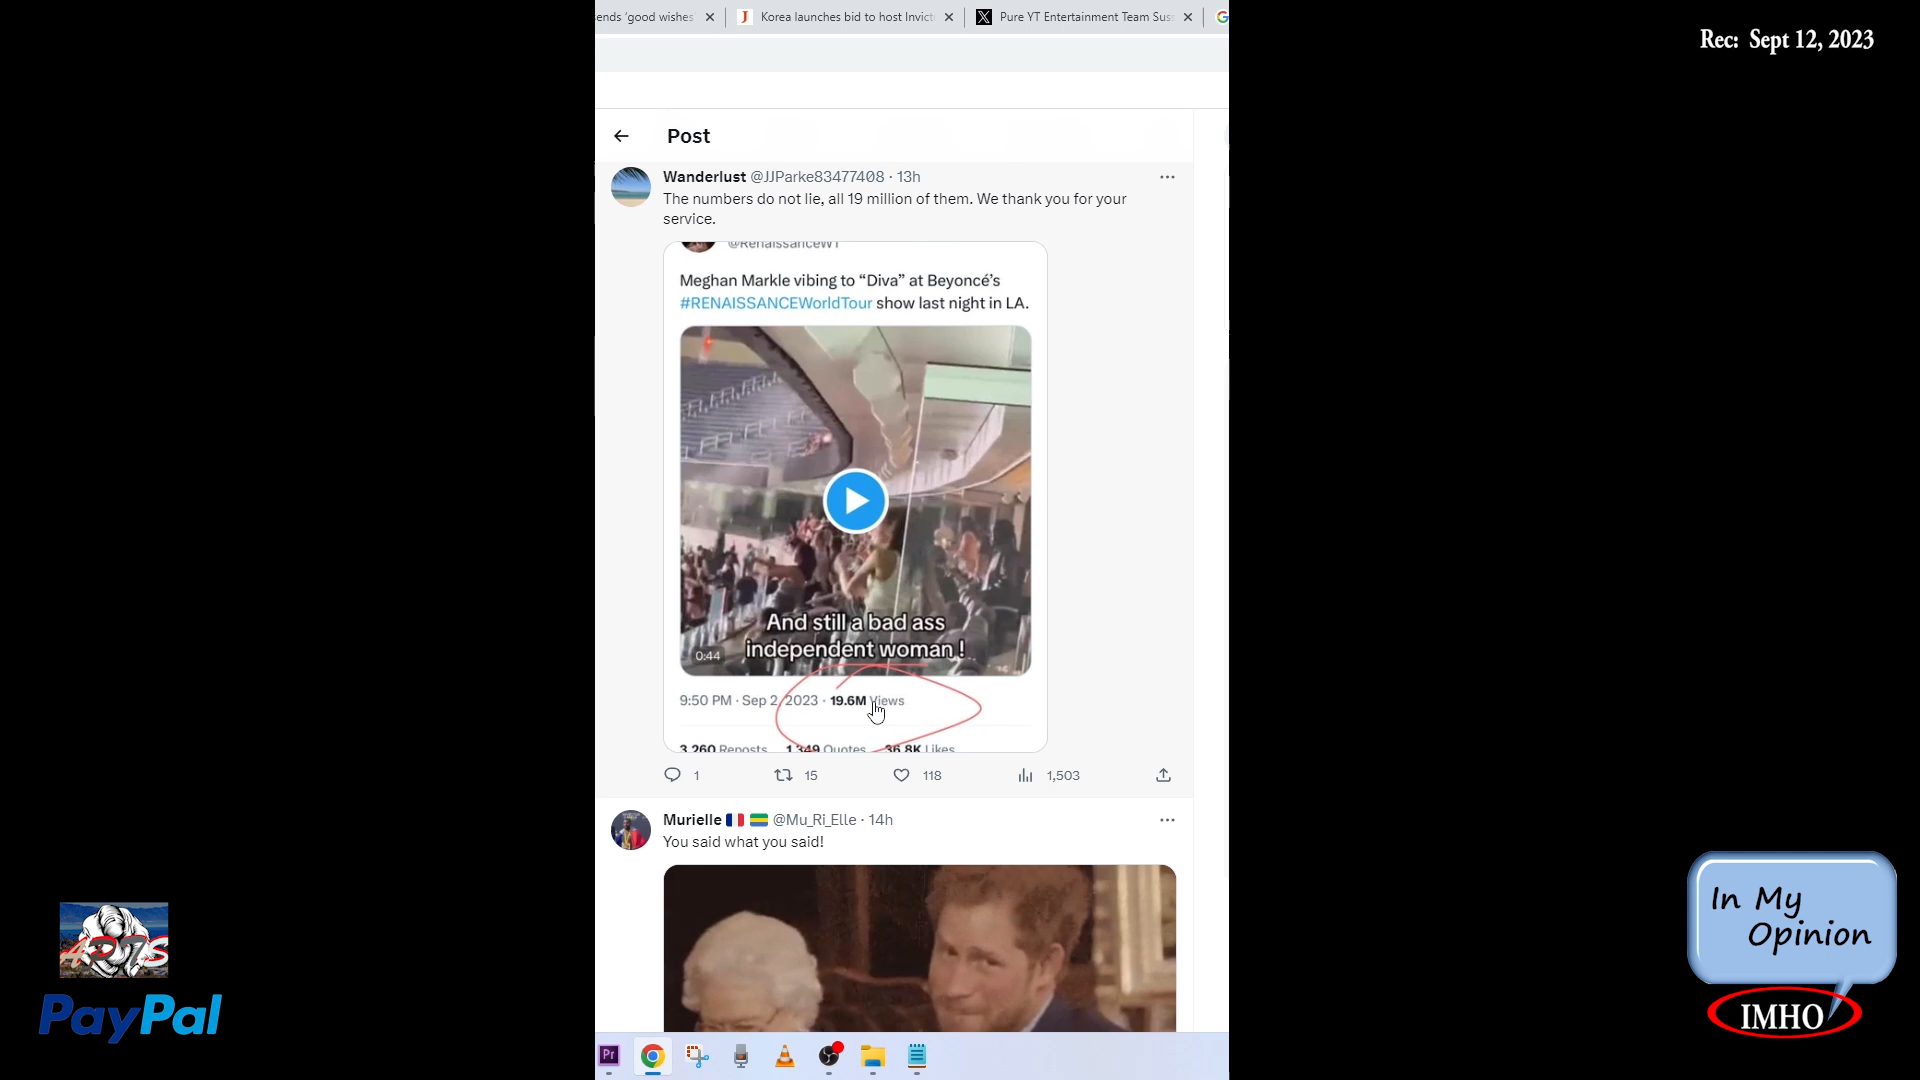 ends ‘good wishes’
Korea launches bid to host Invict
Pure YT Entertainment Team Sus
Rec: Sept 12, 2023
Post
Wanderlust @JJParke83477408 · 13h
The numbers do not lie, all 19 million of them. We thank you for your
service.
@RenaissanceWT
Meghan Markle vibing to “Diva” at Beyoncé’s
#RENAISSANCEWorldTour show last night in LA.
And still a bad ass
independent woman !
0:44
9:50 PM · Sep 2, 2023 · 19.6M Views
3,260 Reposts 1,349 Quotes 36.8K Likes
1 15 118 1,503
Murielle @Mu_Ri_Elle · 14h
You said what you said!
PayPal
In My
Opinion
IMHO
Pr